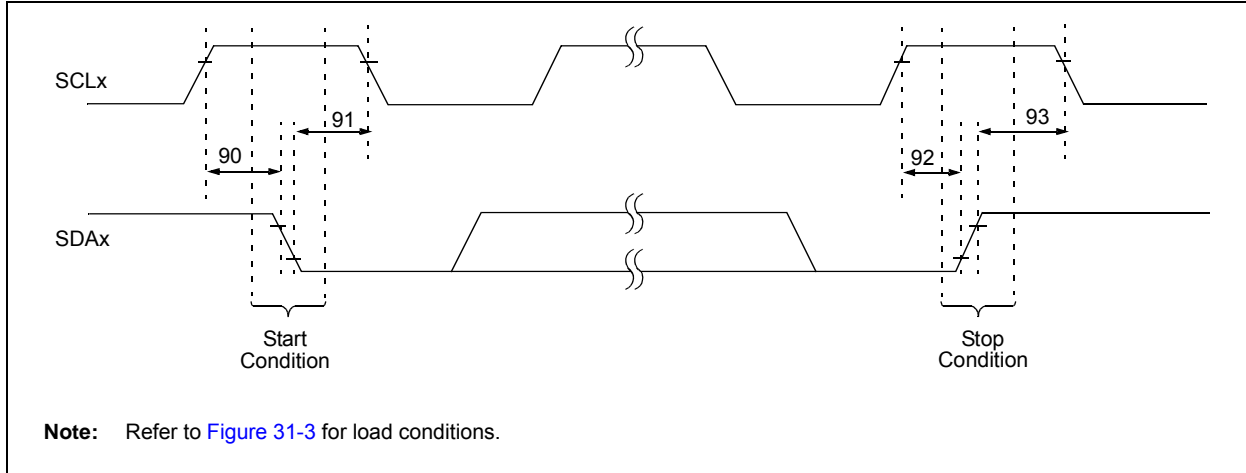 SCLx
91
93
90
92
SDAx
Start
Condition
Stop
Condition
Note: Refer to Figure 31-3 for load conditions.